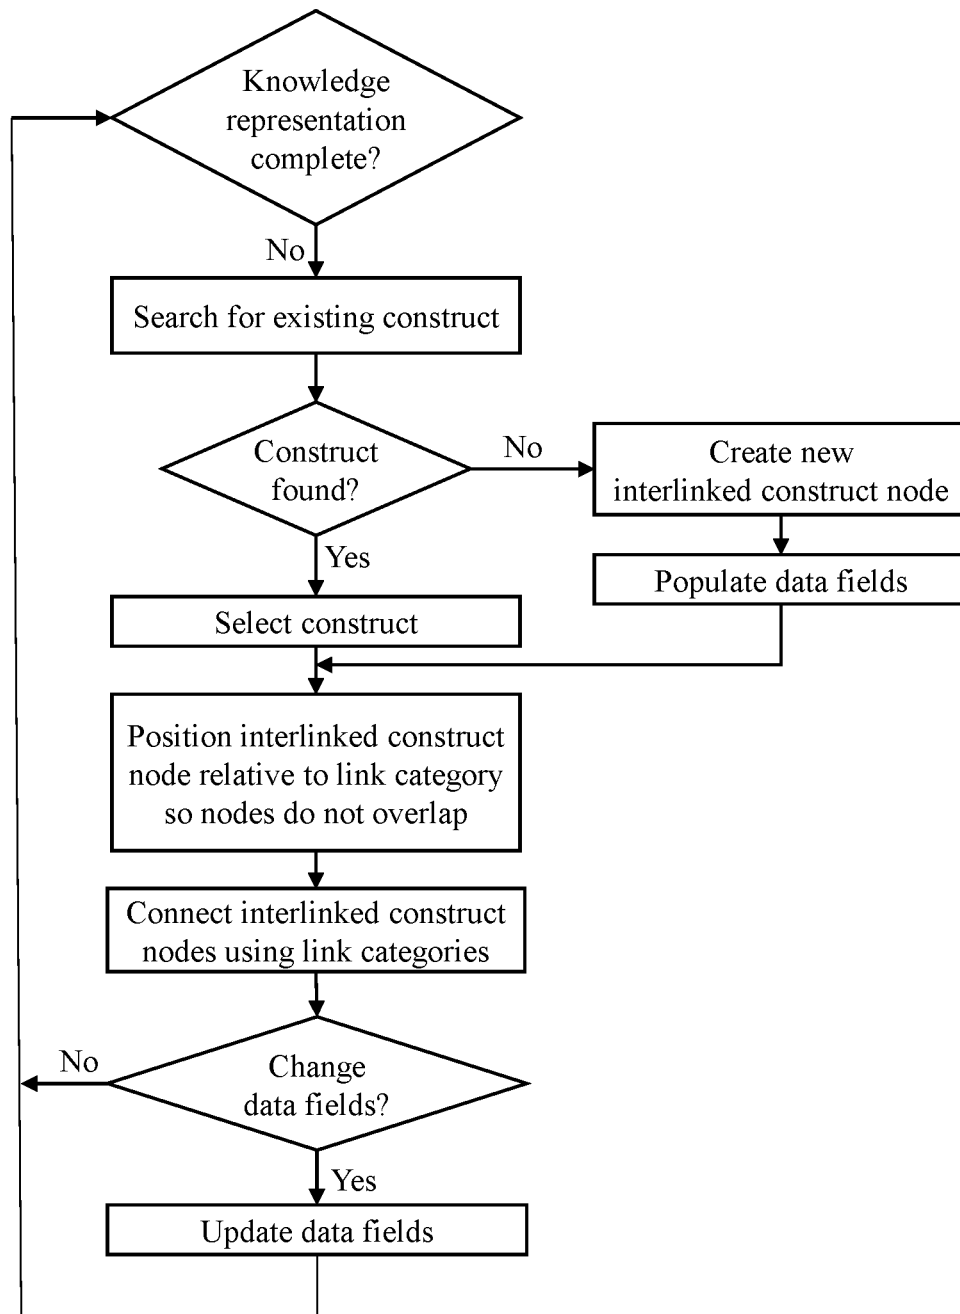 Knowledge
representation
complete?
No
Search for existing construct
Construct
found?
No
Create new
interlinked construct node
Yes
Populate data fields
Select construct
Position interlinked construct
node relative to link category
so nodes do not overlap
Connect interlinked construct
nodes using link categories
No
Change
data fields?
Yes
Update data fields